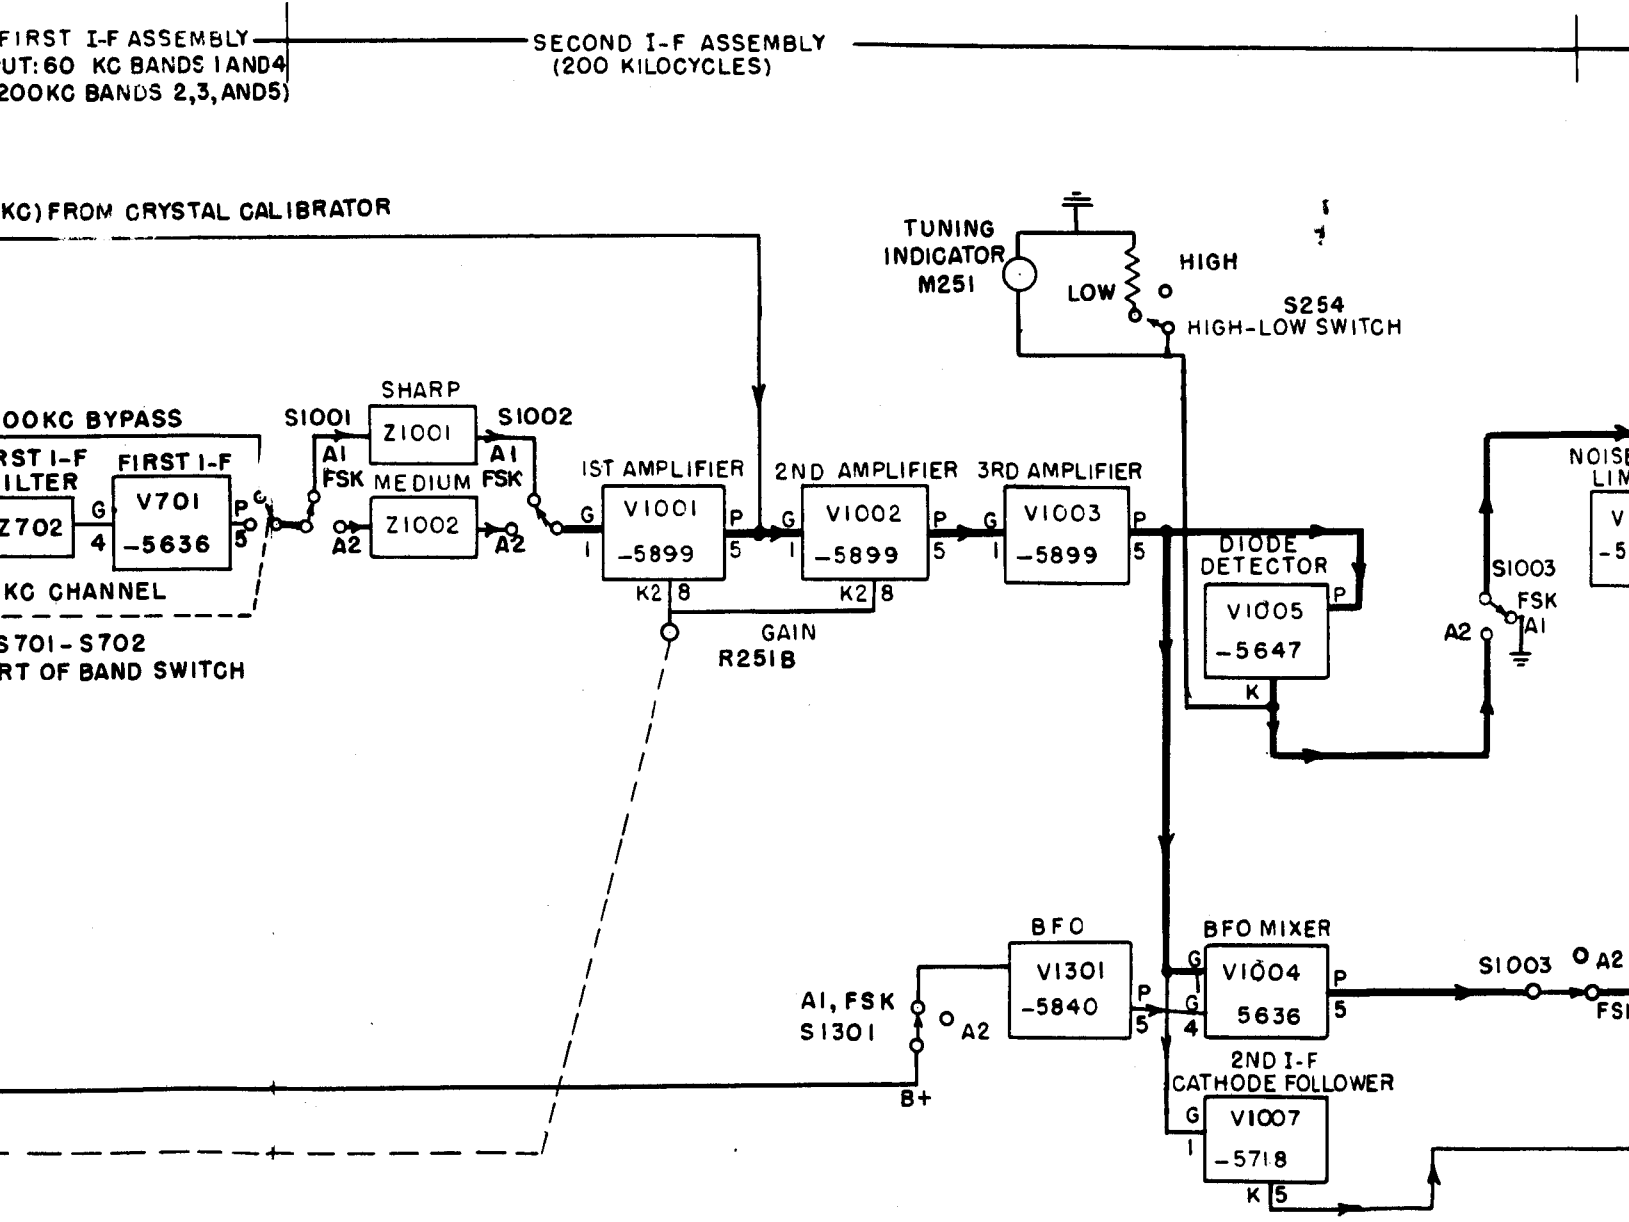 FIRST I-F ASSEMBLY
UT: 60 KC BANDS 1 AND 4
200KC BANDS 2,3, AND 5)
SECOND I-F ASSEMBLY
(200 KILOCYCLES)
KC) FROM CRYSTAL CALIBRATOR
TUNING
INDICATOR
M251
LOW
HIGH
S254
HIGH-LOW SWITCH
00KC BYPASS
RST I-F
ILTER
Z702
G
4
FIRST I-F
V701
-5636
P
5
KC CHANNEL
S701-S702
RT OF BAND SWITCH
S1001
A1
FSK
A2
SHARP
Z1001
MEDIUM
Z1002
S1002
A1
FSK
A2
1ST AMPLIFIER
G
1
V1001
-5899
P
5
K2 8
2ND AMPLIFIER
G
1
V1002
-5899
P
5
K2 8
GAIN
R251B
3RD AMPLIFIER
G
1
V1003
-5899
P
5
DIODE
DETECTOR
V1005
-5647
P
K
S1003
FSK
A1
A2
NOISE
LIM
V
-5
BFO
V1301
-5840
P
5
A1, FSK
S1301
A2
B+
BFO MIXER
G
1
G
4
V1004
5636
P
5
S1003
A2
FSK
2ND I-F
CATHODE FOLLOWER
G
1
V1007
-5718
K 5